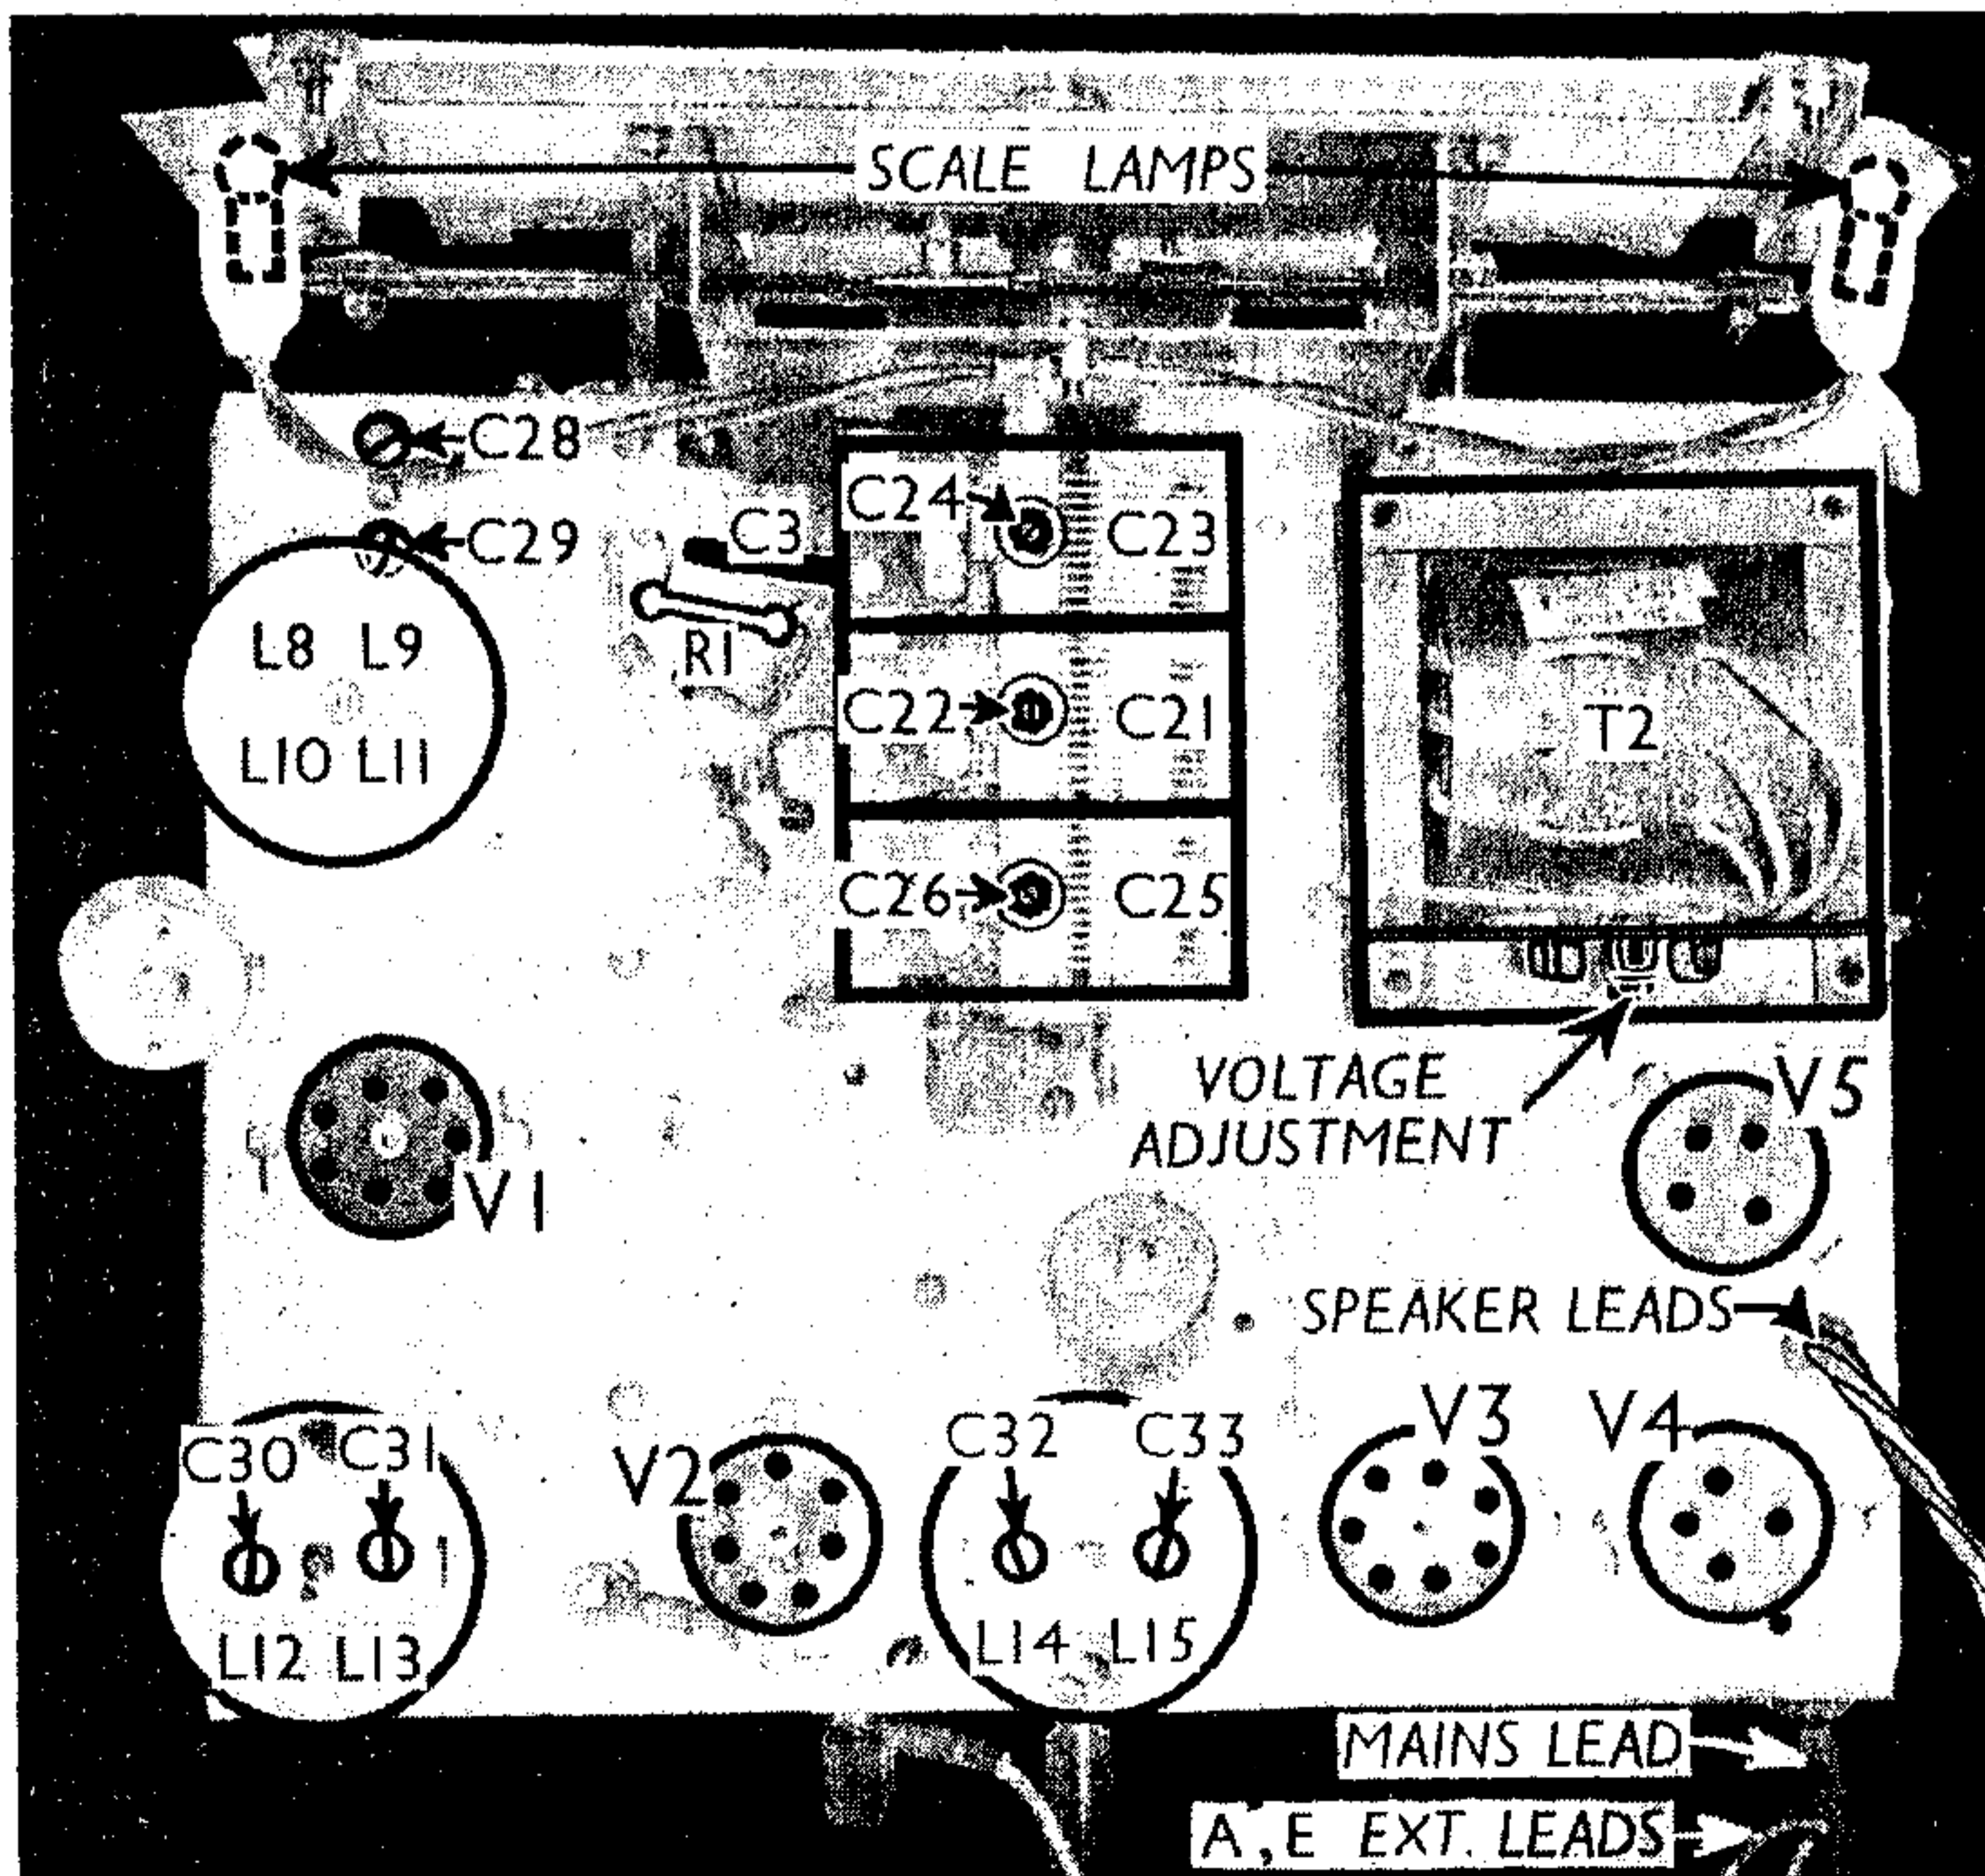 SCALE LAMPS
C28
C24
C23
C3
C29
L8 L9
R1
C22
C21
T2
L10 L11
C26
C25
VOLTAGE
ADJUSTMENT
V5
V1
SPEAKER LEADS
C30
C31
V2
C32
C33
V3
V4
L12 L13
L14 L15
MAINS LEAD
A, E EXT. LEADS